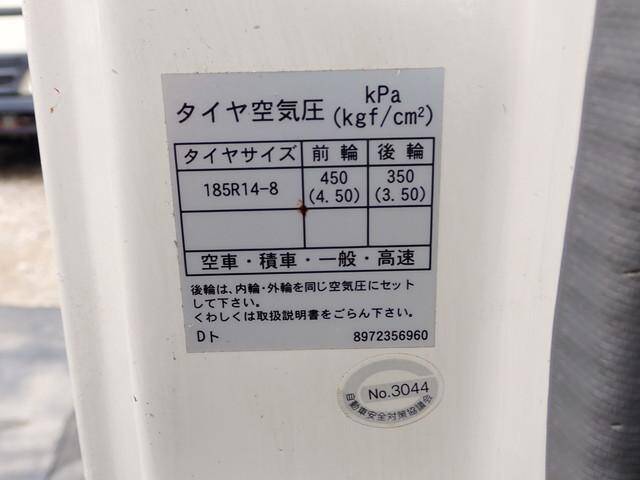 タイヤ空気圧 kPa (kgf/cm²)
タイヤサイズ 前輪 後輪
185R14-8 450 (4.50) 350 (3.50)
空車・積車・一般・高速
後輪は、内輪・外輪を同じ空気圧にセット
して下さい。
くわしくは取扱説明書をごらん下さい。
Dト 8972356960
No.3044
自動車安全対策協議会